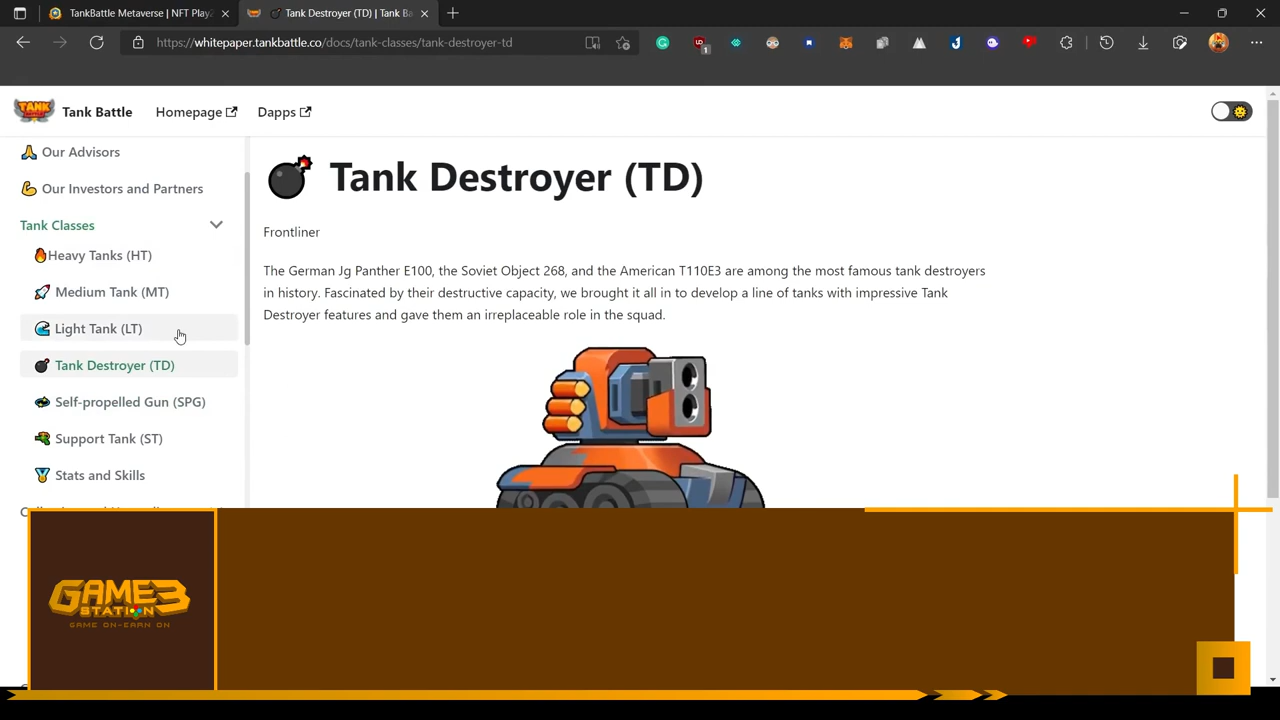 TankBattle Metaverse | NFT Play2
Tank Destroyer (TD) | Tank Ba
https://whitepaper.tankbattle.co/docs/tank-classes/tank-destroyer-td
1
TANK
Tank Battle
Homepage
Dapps
Our Advisors
Our Investors and Partners
Tank Classes
Heavy Tanks (HT)
Medium Tank (MT)
Light Tank (LT)
Tank Destroyer (TD)
Self-propelled Gun (SPG)
Support Tank (ST)
Stats and Skills
Tank Destroyer (TD)
Frontliner
The German Jg Panther E100, the Soviet Object 268, and the American T110E3 are among the most famous tank destroyers
in history. Fascinated by their destructive capacity, we brought it all in to develop a line of tanks with impressive Tank
Destroyer features and gave them an irreplaceable role in the squad.
GAME3
STATION
GAME ON-EARN ON